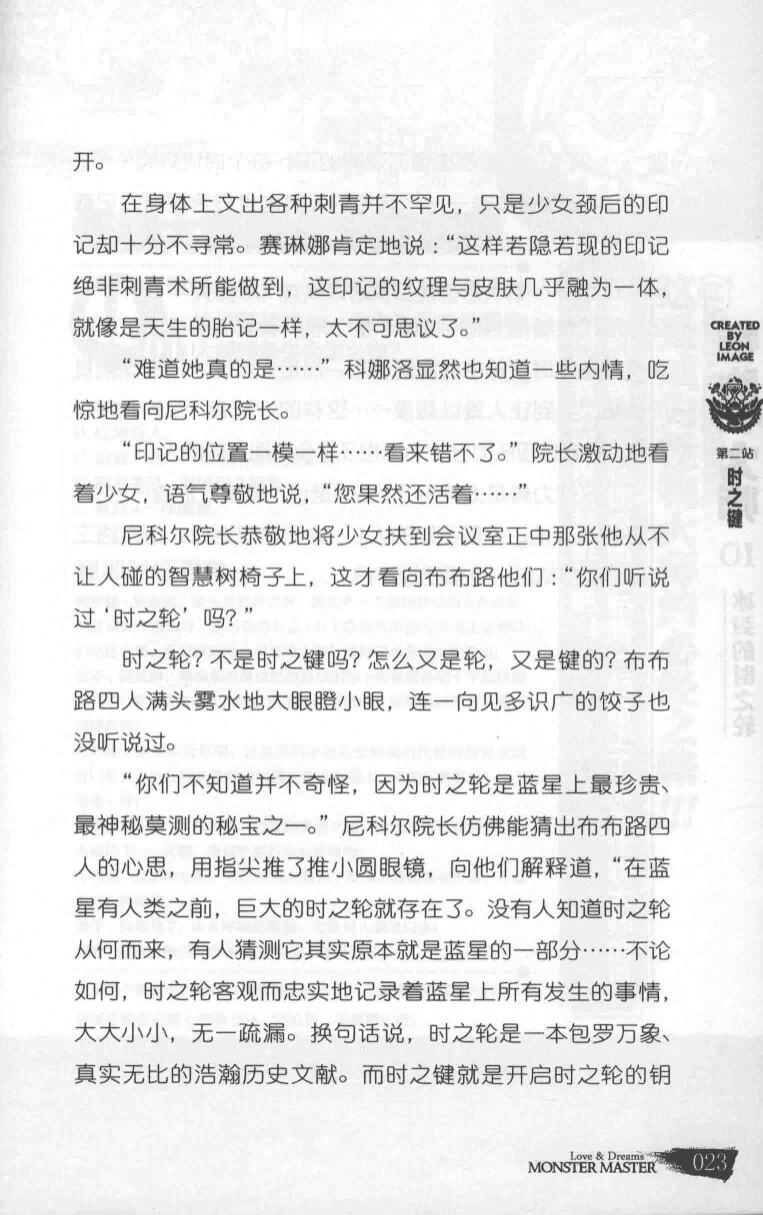 开。
在身体上文出各种刺青并不罕见，只是少女颈后的印
记却十分不寻常。赛琳娜肯定地说：“这样若隐若现的印记
绝非刺青术所能做到，这印记的纹理与皮肤几乎融为一体，
就像是天生的胎记一样，太不可思议了。”
“难道她真的是……”科娜洛显然也知道一些内情，吃
惊地看向尼科尔院长。
“印记的位置一模一样……看来错不了。”院长激动地看
着少女，语气尊敬地说，“您果然还活着……”
尼科尔院长恭敬地将少女扶到会议室正中那张他从不
让人碰的智慧树椅子上，这才看向布布路他们：“你们听说
过‘时之轮’吗？”
时之轮？不是时之键吗？怎么又是轮，又是键的？布布
路四人满头雾水地大眼瞪小眼，连一向见多识广的饺子也
没听说过。
“你们不知道并不奇怪，因为时之轮是蓝星上最珍贵、
最神秘莫测的秘宝之一。”尼科尔院长仿佛能猜出布布路四
人的心思，用指尖推了推小圆眼镜，向他们解释道，“在蓝
星有人类之前，巨大的时之轮就存在了。没有人知道时之轮
从何而来，有人猜测它其实原本就是蓝星的一部分……不论
如何，时之轮客观而忠实地记录着蓝星上所有发生的事情，
大大小小，无一疏漏。换句话说，时之轮是一本包罗万象、
真实无比的浩瀚历史文献。而时之键就是开启时之轮的钥
CREATED
BY
LEON
IMAGE
第二站
时之键
Love & Dreams
MONSTER MASTER
023